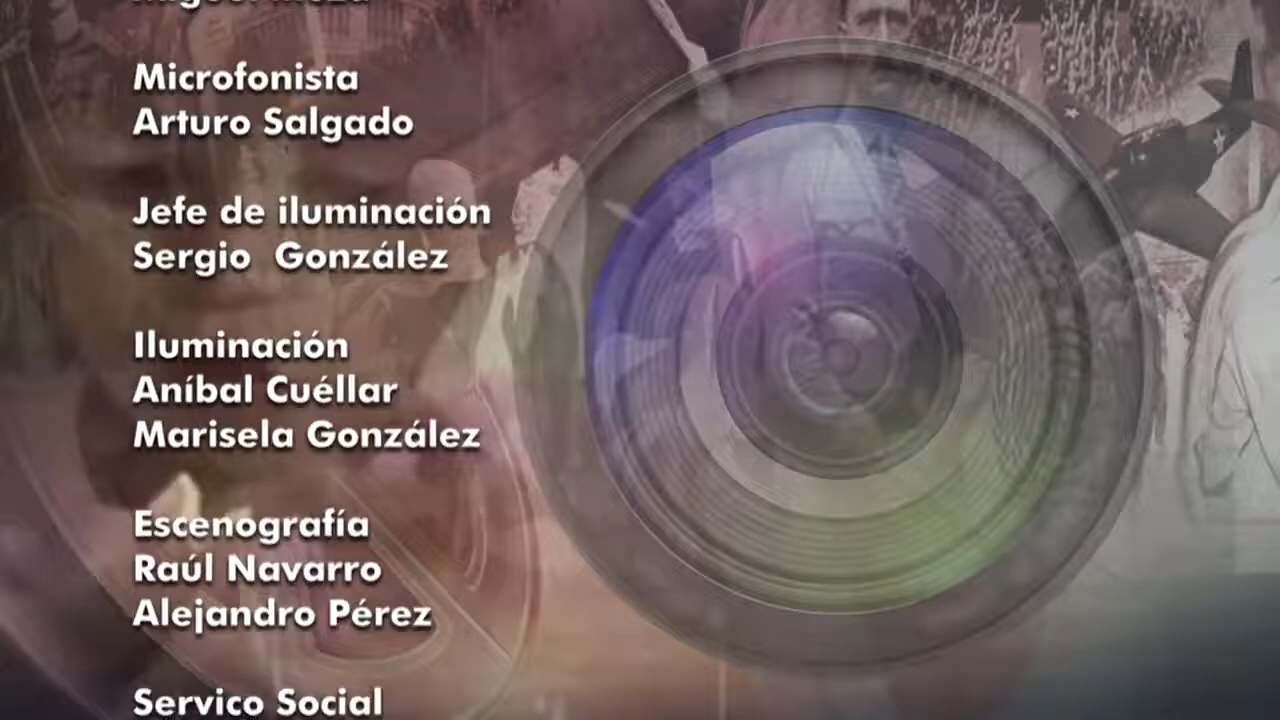 Microfonista
Arturo Salgado
Jefe de iluminación
Sergio González
Iluminación
Aníbal Cuéllar
Marisela González
Escenografía
Raúl Navarro
Alejandro Pérez
Servico Social